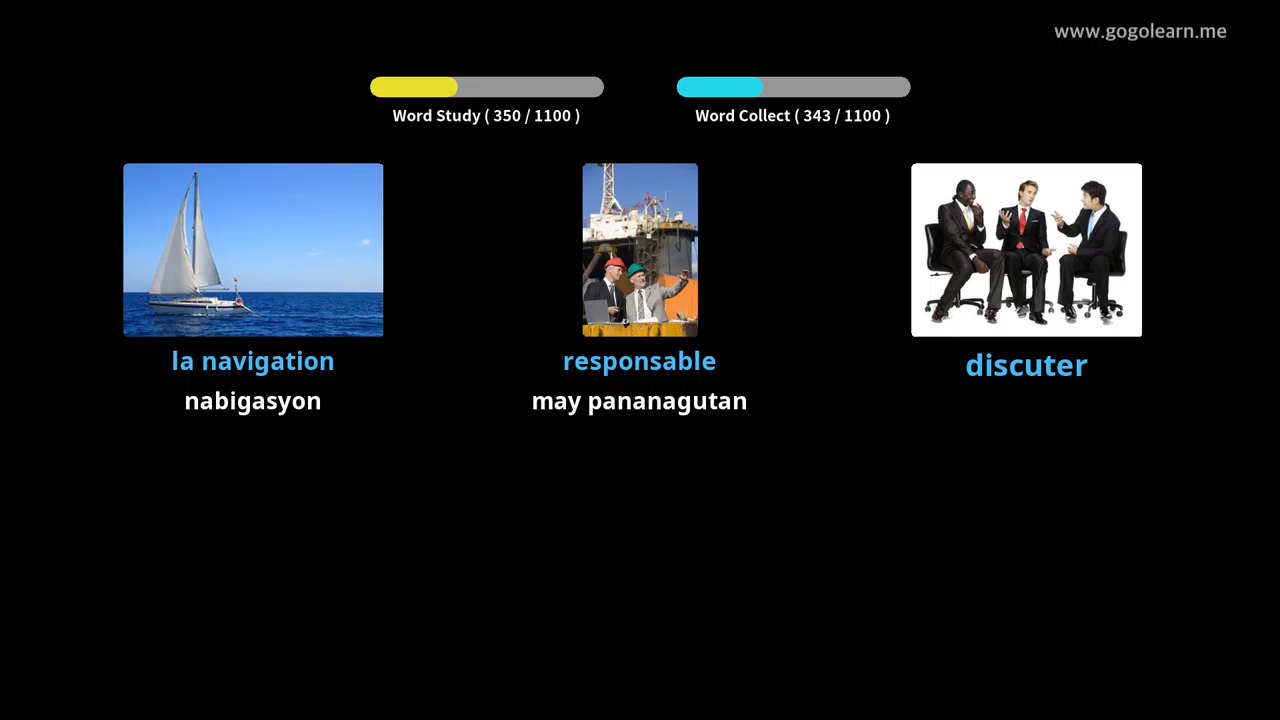 www.gogolearn.me
Word Study ( 350 / 1100 )
Word Collect ( 343 / 1100 )
la navigation
nabigasyon
responsable
may pananagutan
discuter